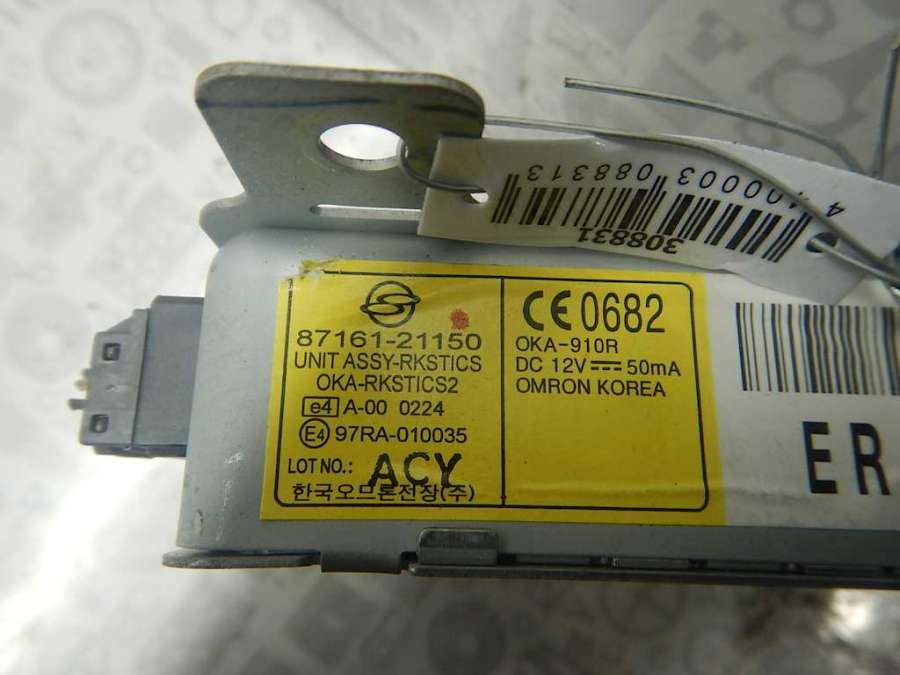 4 400003 088313
308831
87161-21150
UNIT ASSY-RKSTICS
OKA-RKSTICS2
e4 A-00 0224
E4 97RA-010035
LOT NO.: ACY
한국오므론전장(주)
CE 0682
OKA-910R
DC 12V 50mA
OMRON KOREA
ER